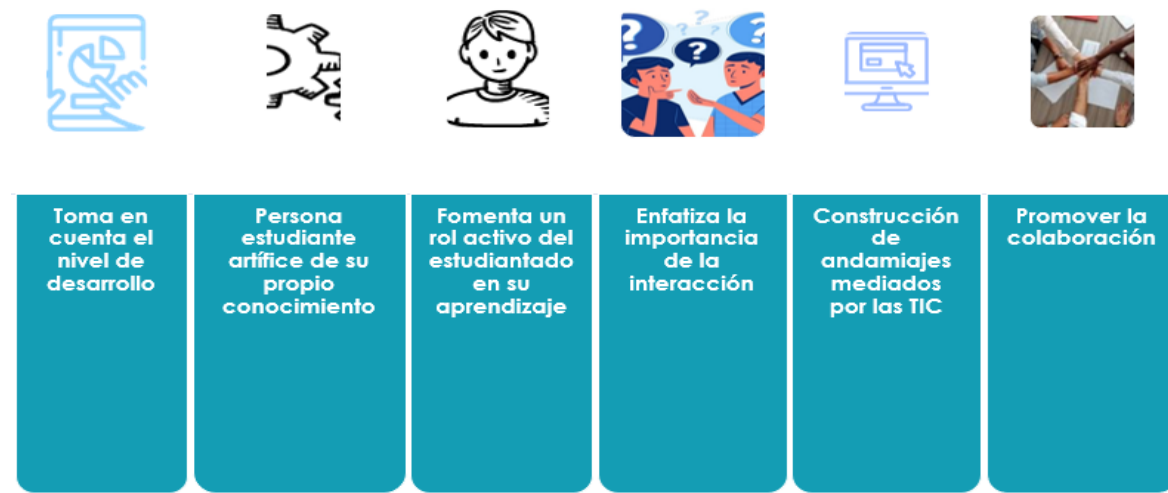 Toma en
cuenta el
nivel de
desarrollo
Persona
estudiante
artífice de su
propio
conocimiento
Fomenta un
rol activo del
estudiantado
en su
aprendizaje
Enfatiza la
importancia
de la
interacción
Construcción
de
andamiajes
mediados
por las TIC
Promover la
colaboración